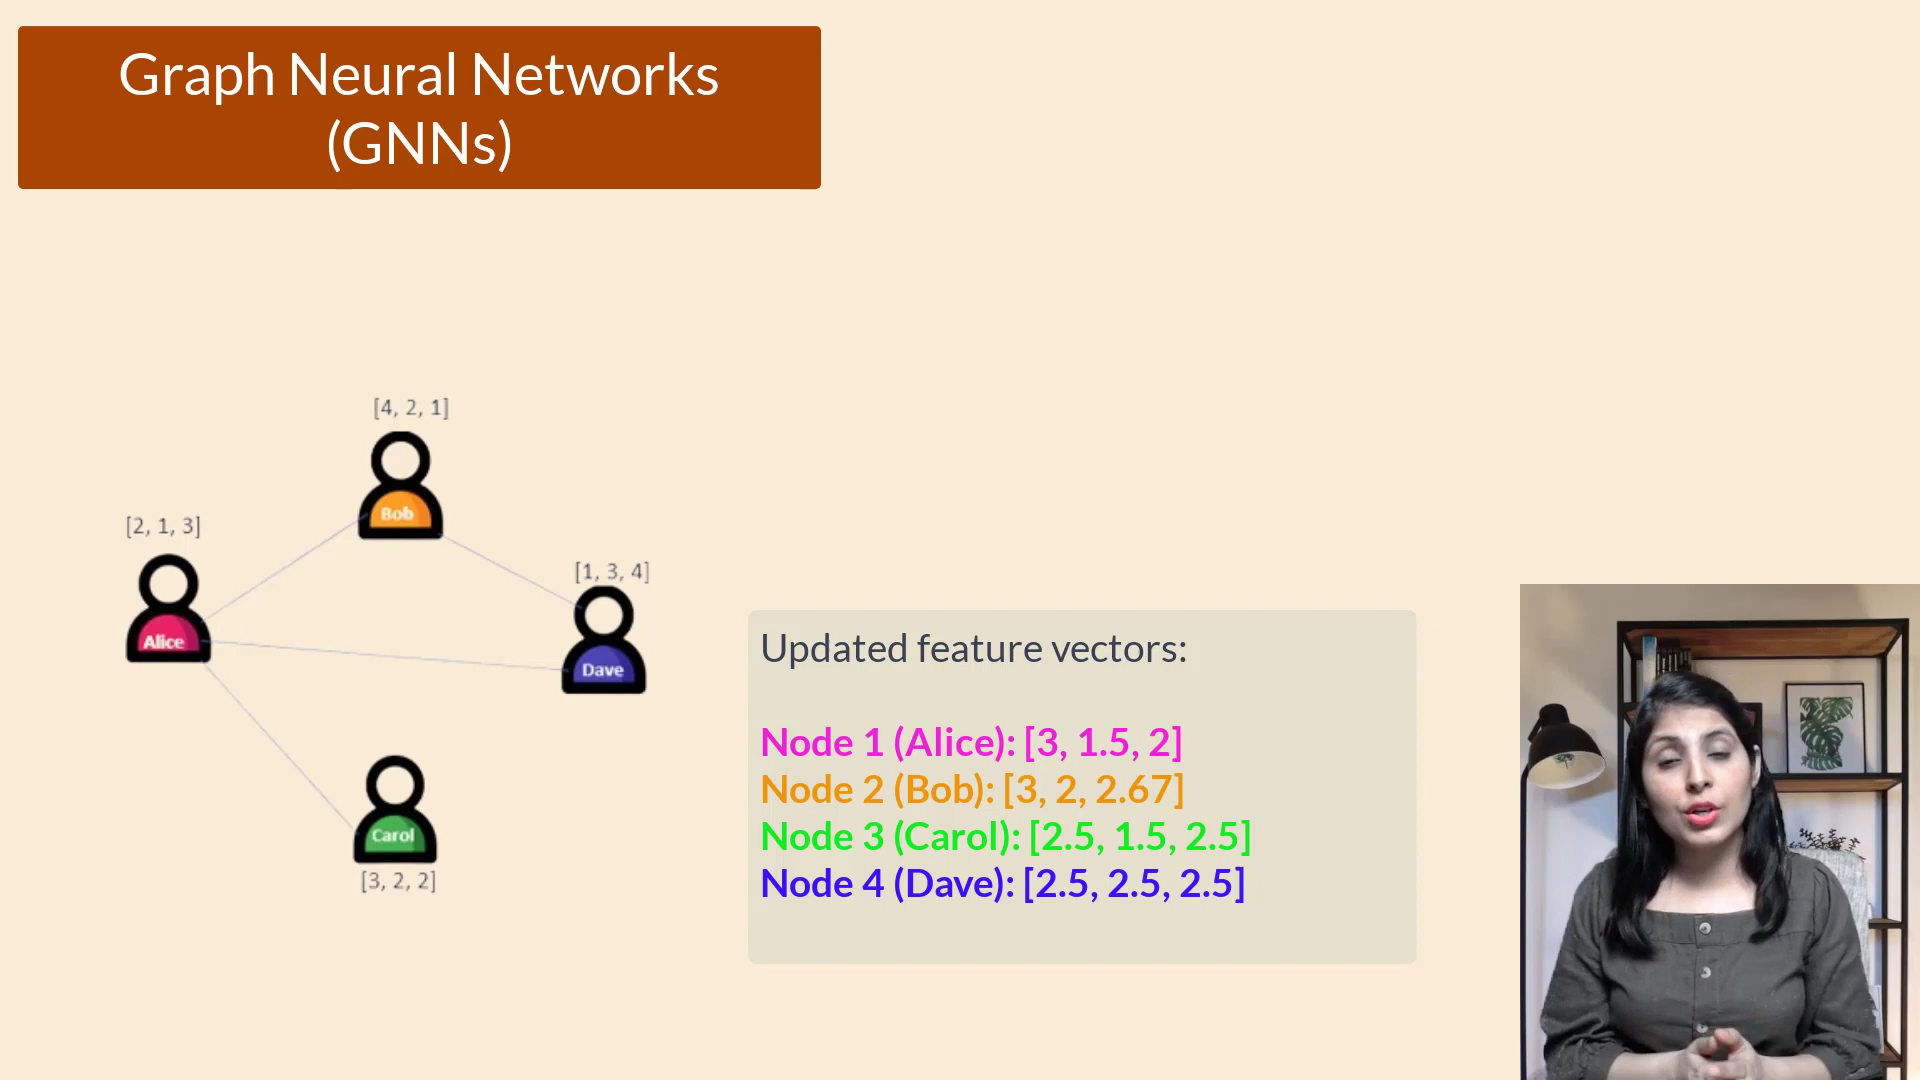 Graph Neural Networks
(GNNs)
[4, 2, 1]
Bob
[2, 1, 3]
Alice
[1, 3, 4]
Dave
Carol
[3, 2, 2]
Updated feature vectors:
Node 1 (Alice): [3, 1.5, 2]
Node 2 (Bob): [3, 2, 2.67]
Node 3 (Carol): [2.5, 1.5, 2.5]
Node 4 (Dave): [2.5, 2.5, 2.5]